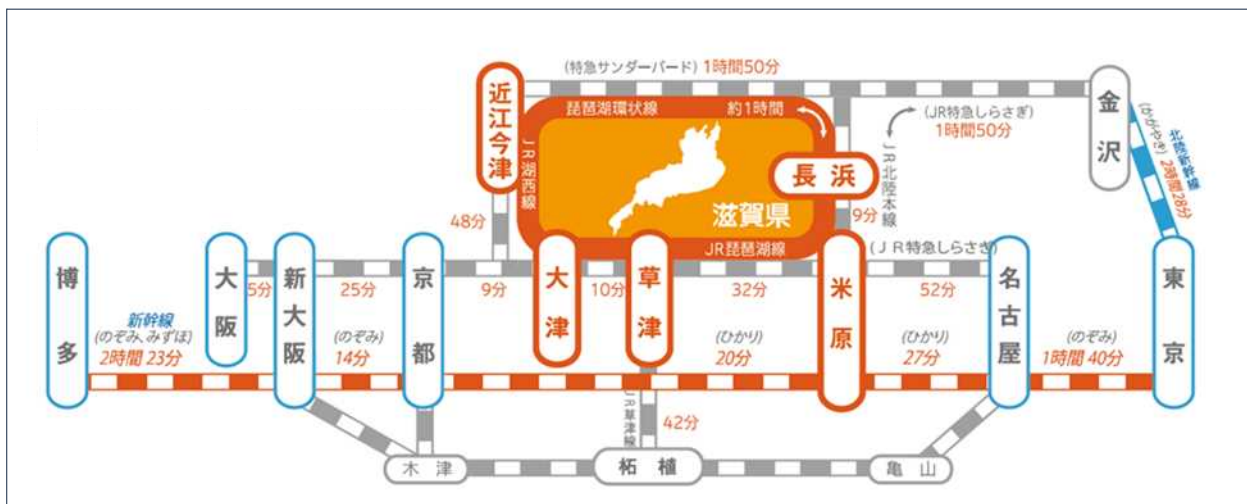 (特急サンダーバード) 1時間50分
近江今津
琵琶湖環状線
約1時間
金沢
(JR特急しらさぎ)
1時間50分
北陸新幹線
(かがやき) 2時間28分
JR湖西線
長浜
JR北陸本線
滋賀県
9分
48分
JR琵琶湖線
(JR特急しらさぎ)
博多
大阪
新大阪
京都
大津
草津
米原
名古屋
東京
5分
25分
9分
10分
32分
52分
新幹線
(のぞみ、みずほ)
2時間 23分
(のぞみ)
14分
(ひかり)
20分
(ひかり)
27分
(のぞみ)
1時間 40分
JR草津線
42分
木津
柘植
亀山